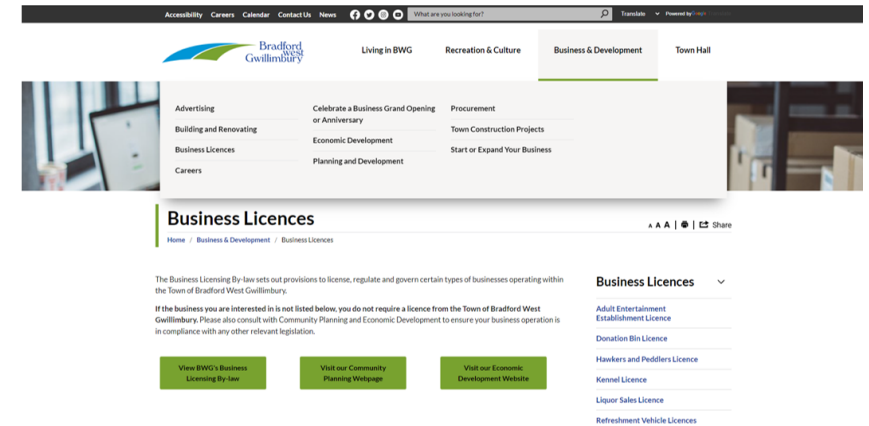 Accessibility Careers Calendar Contact Us News What are you looking for? Translate Powered by
Bradford
West
Gwillimbury
Living in BWG Recreation & Culture Business & Development Town Hall
Advertising
Building and Renovating
Business Licences
Careers
Celebrate a Business Grand Opening
or Anniversary
Economic Development
Planning and Development
Procurement
Town Construction Projects
Start or Expand Your Business
Business Licences
A A A | | Share
Home / Business & Development / Business Licences
The Business Licensing By-law sets out provisions to license, regulate and govern certain types of businesses operating within
the Town of Bradford West Gwillimbury.
If the business you are interested in is not listed below, you do not require a licence from the Town of Bradford West
Gwillimbury. Please also consult with Community Planning and Economic Development to ensure your business operation is
in compliance with any other relevant legislation.
View BWG's Business
Licensing By-law
Visit our Community
Planning Webpage
Visit our Economic
Development Website
Business Licences
Adult Entertainment
Establishment Licence
Donation Bin Licence
Hawkers and Peddlers Licence
Kennel Licence
Liquor Sales Licence
Refreshment Vehicle Licences